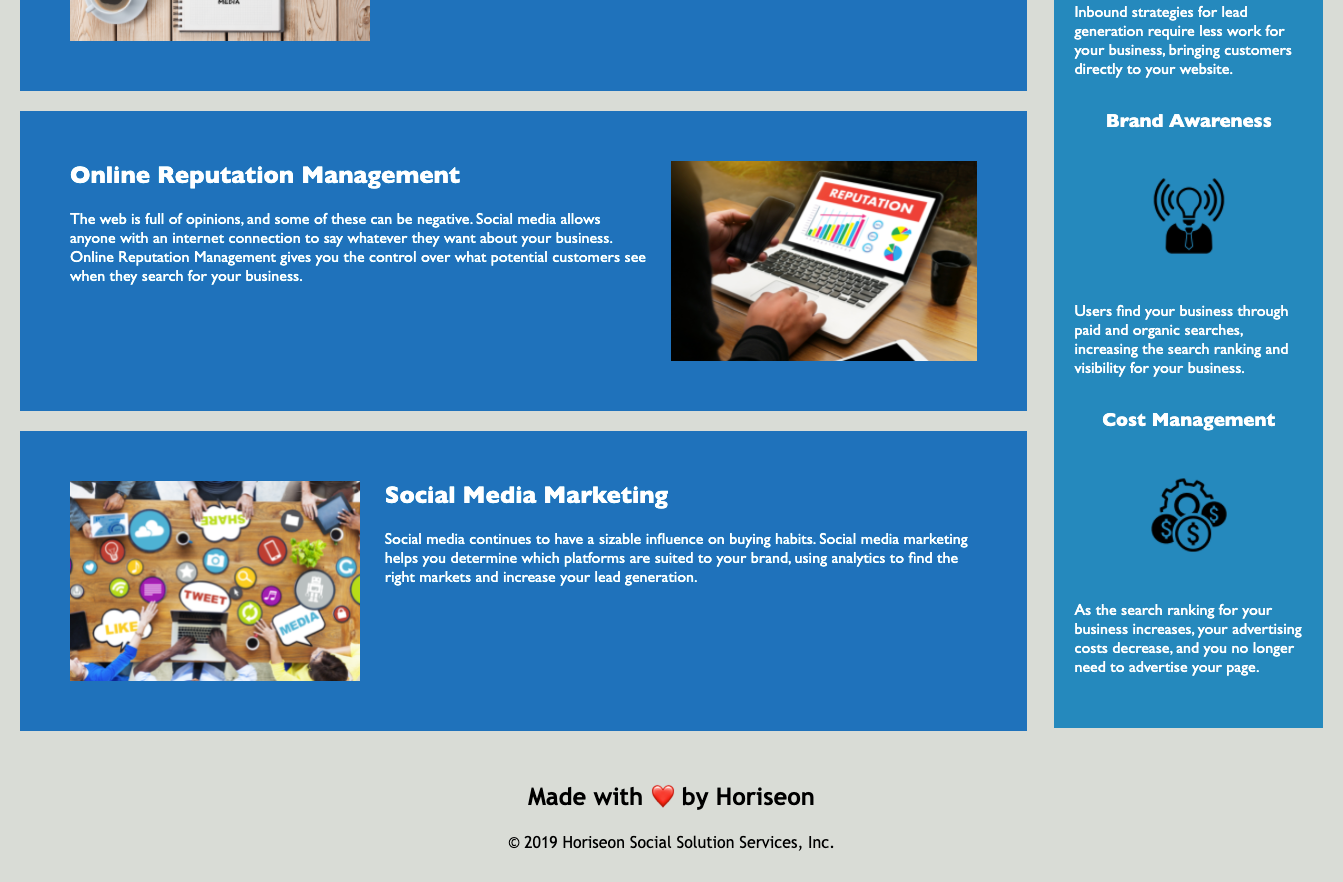 MEDIA
Online Reputation Management
The web is full of opinions, and some of these can be negative. Social media allows
anyone with an internet connection to say whatever they want about your business.
Online Reputation Management gives you the control over what potential customers see
when they search for your business.
REPUTATION
Social Media Marketing
Social media continues to have a sizable influence on buying habits. Social media marketing
helps you determine which platforms are suited to your brand, using analytics to find the
right markets and increase your lead generation.
SHARE
TWEET
LIKE
MEDIA
Inbound strategies for lead
generation require less work for
your business, bringing customers
directly to your website.
Brand Awareness
Users find your business through
paid and organic searches,
increasing the search ranking and
visibility for your business.
Cost Management
$ $ $
As the search ranking for your
business increases, your advertising
costs decrease, and you no longer
need to advertise your page.
Made with ❤️ by Horiseon
© 2019 Horiseon Social Solution Services, Inc.